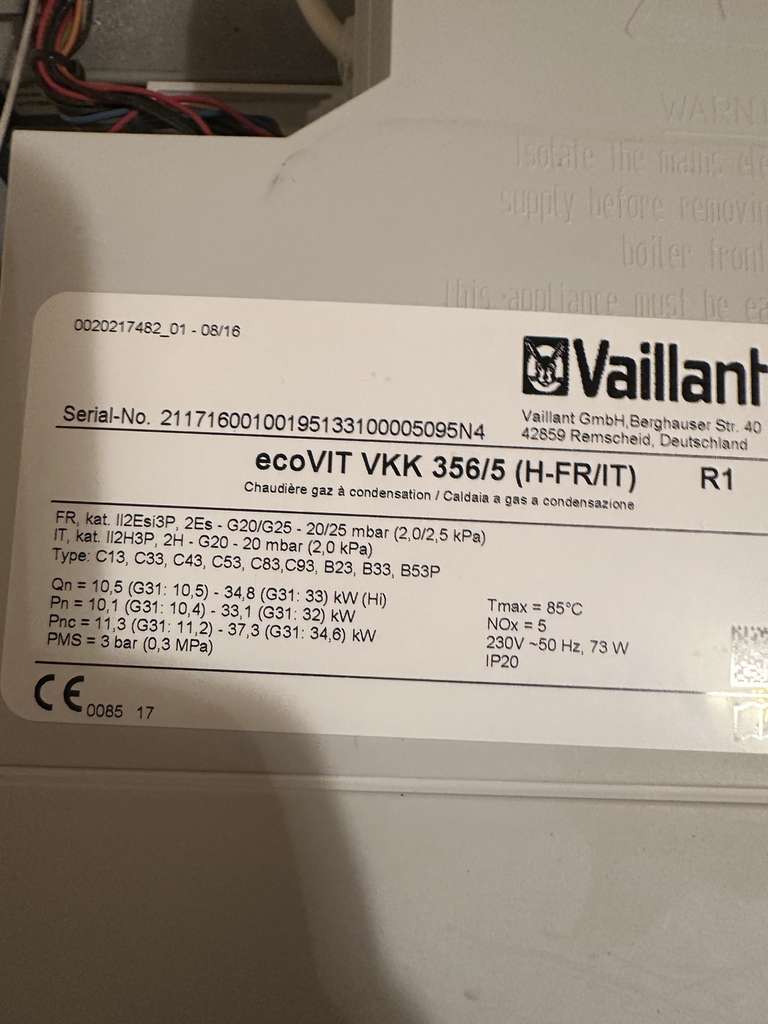 WARN
Isolate the mains ele
supply before removin
boiler front
This appliance must be ea
0020217482_01 - 08/16
Vaillant
Serial-No. 21171600100195133100005095N4
Vaillant GmbH,Berghauser Str. 40
42859 Remscheid, Deutschland
ecoVIT VKK 356/5 (H-FR/IT) R1
Chaudière gaz à condensation / Caldaia a gas a condensazione
FR, kat. II2Esi3P, 2Es - G20/G25 - 20/25 mbar (2,0/2,5 kPa)
IT, kat. II2H3P, 2H - G20 - 20 mbar (2,0 kPa)
Type: C13, C33, C43, C53, C83,C93, B23, B33, B53P
Qn = 10,5 (G31: 10,5) - 34,8 (G31: 33) kW (Hi)
Pn = 10,1 (G31: 10,4) - 33,1 (G31: 32) kW
Pnc = 11,3 (G31: 11,2) - 37,3 (G31: 34,6) kW
PMS = 3 bar (0,3 MPa)
Tmax = 85°C
NOx = 5
230V ~50 Hz, 73 W
IP20
CE 0085 17